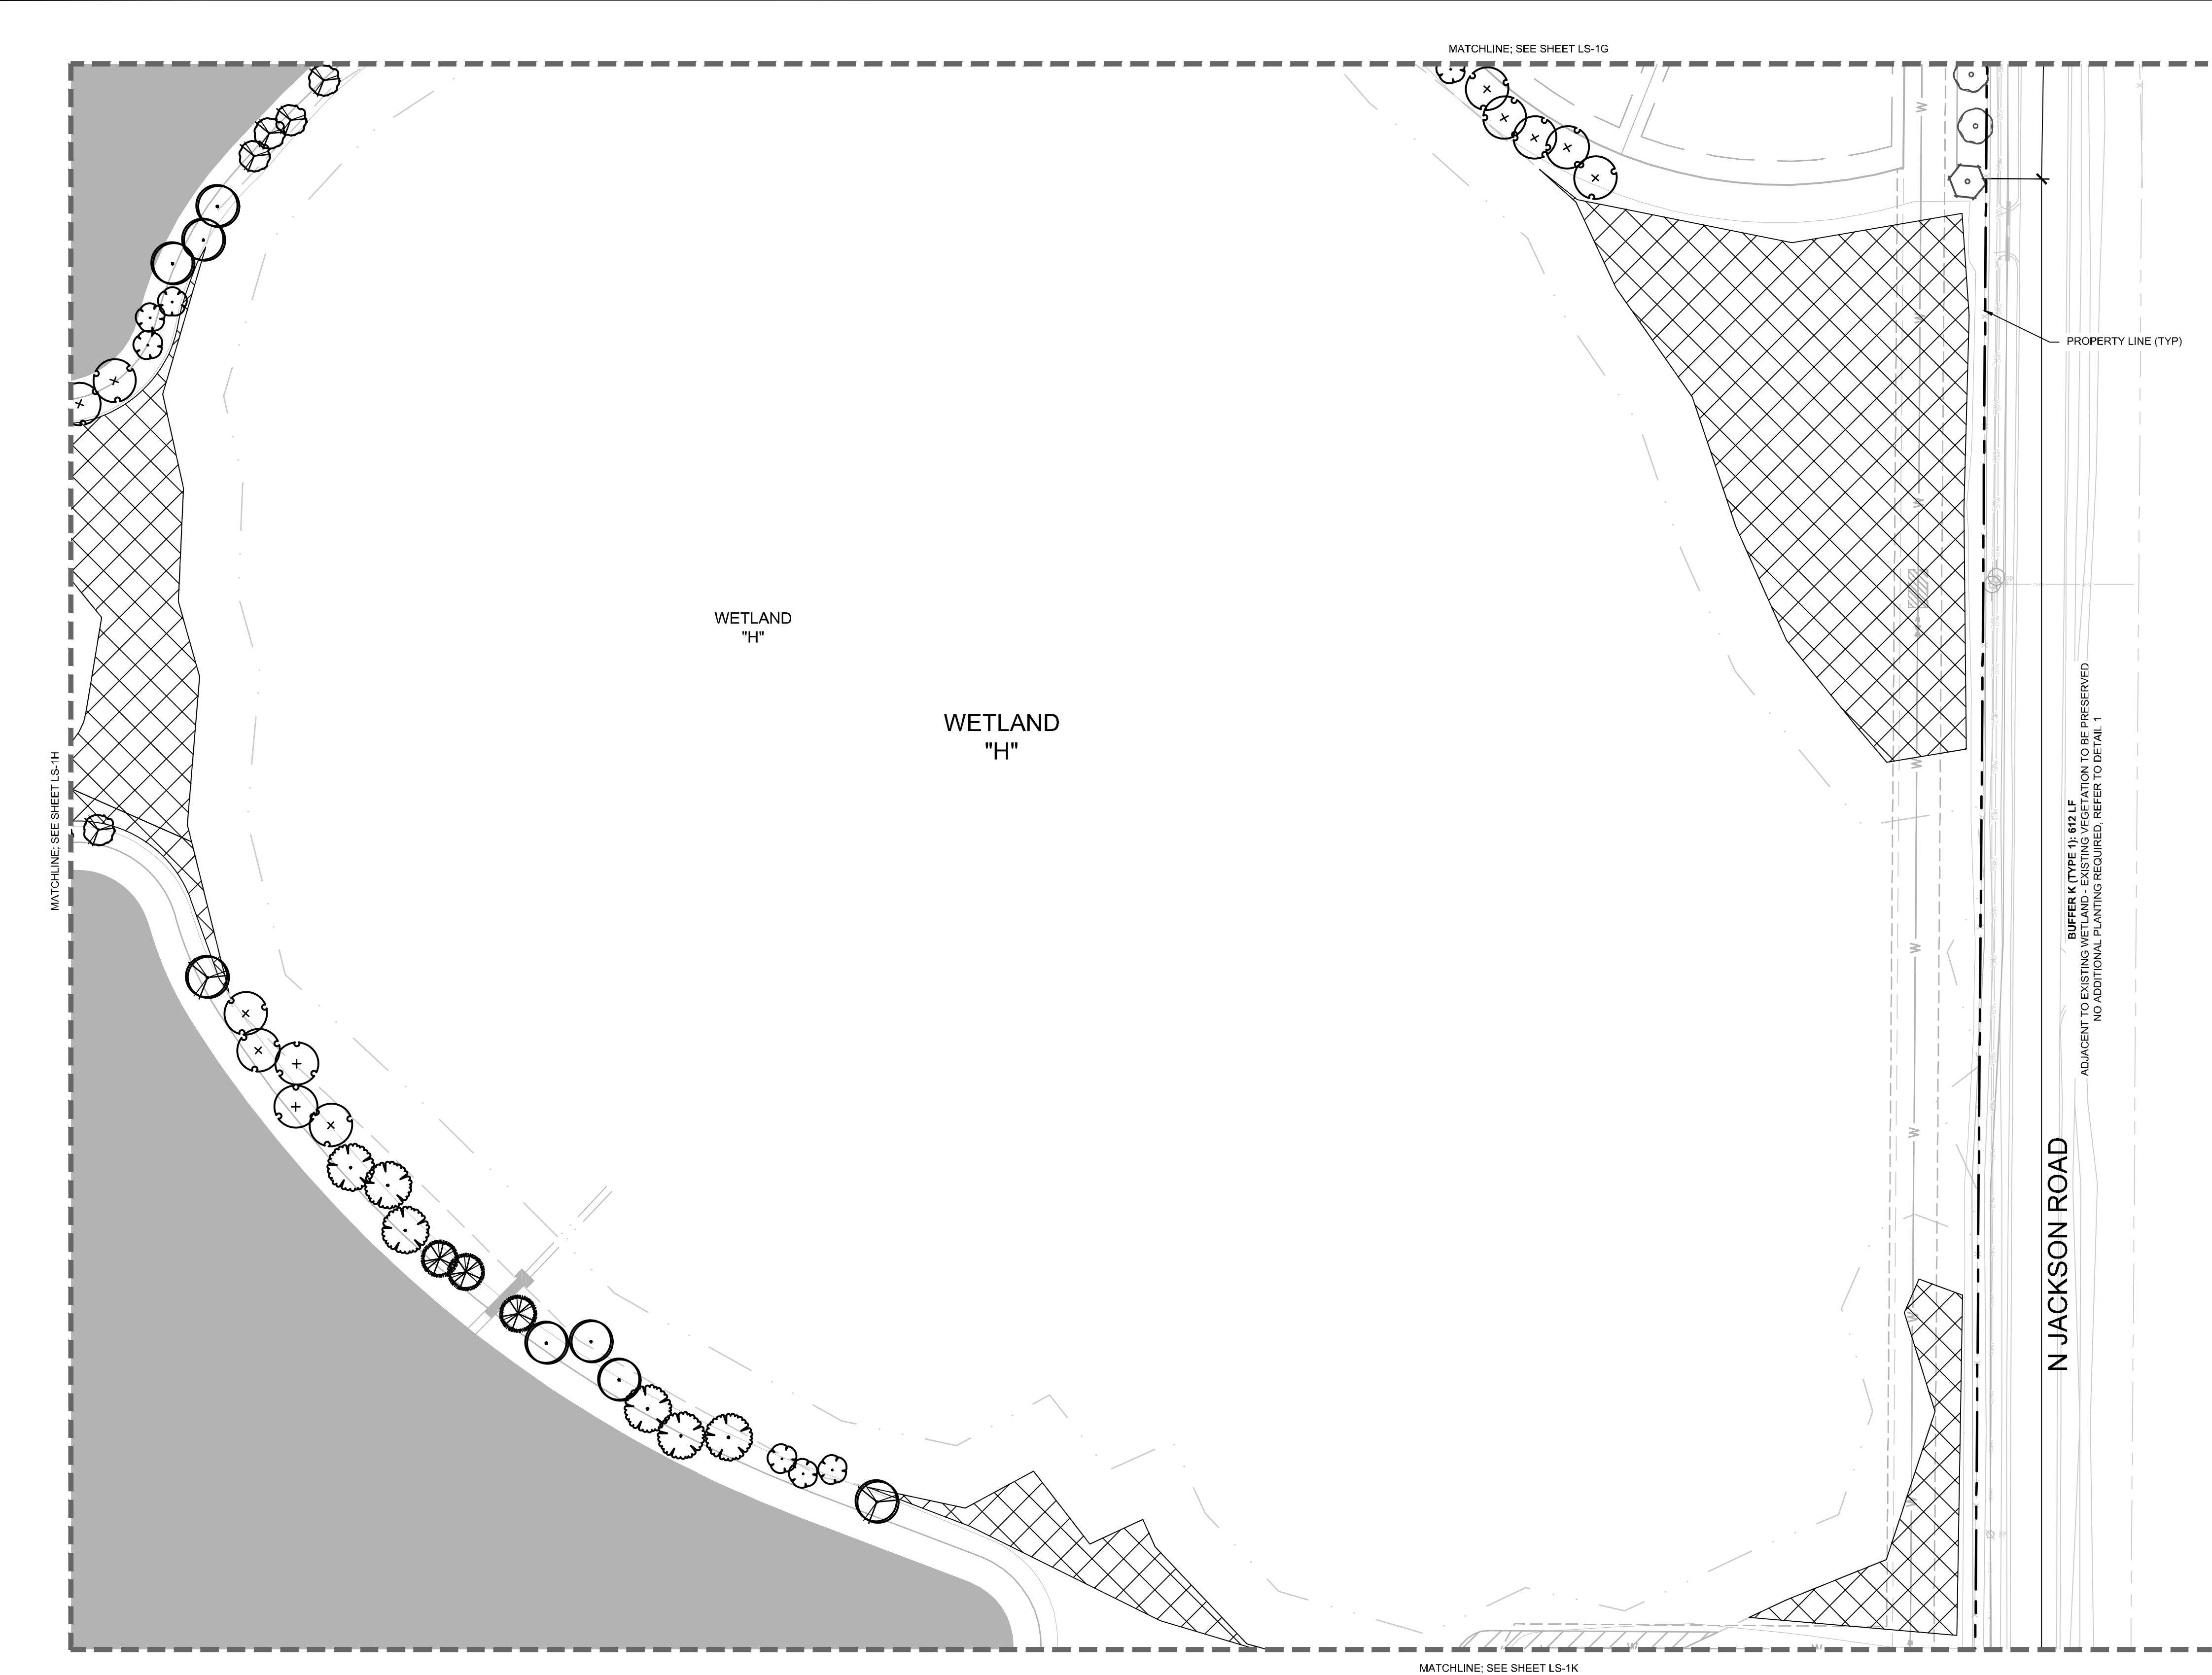 MATCHLINE; SEE SHEET LS-1G
PROPERTY LINE (TYP)
WETLAND
"H"
WETLAND
"H"
MATCHLINE; SEE SHEET LS-1H
BUFFER K (TYPE 1): 612 LF
ADJACENT TO EXISTING WETLAND - EXISTING VEGETATION TO BE PRESERVED
NO ADDITIONAL PLANTING REQUIRED, REFER TO DETAIL 1
N JACKSON ROAD
W
W
W
W
W
W
W
W
W
W
MATCHLINE; SEE SHEET LS-1K